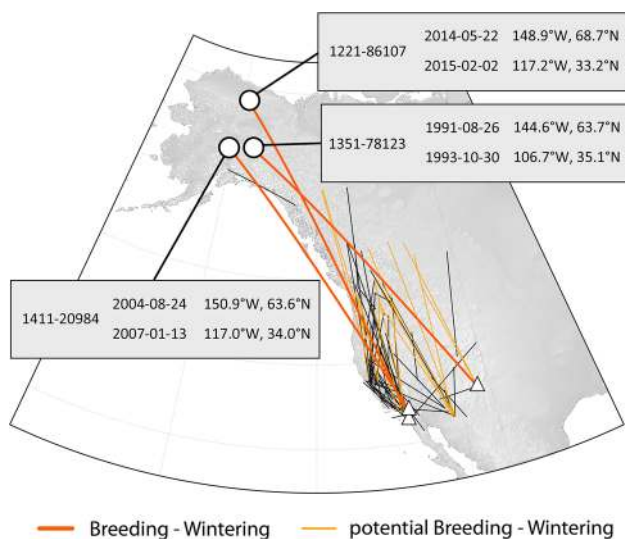 1221-86107
2014-05-22 148.9°W, 68.7°N
2015-02-02 117.2°W, 33.2°N
1351-78123
1991-08-26 144.6°W, 63.7°N
1993-10-30 106.7°W, 35.1°N
1411-20984
2004-08-24 150.9°W, 63.6°N
2007-01-13 117.0°W, 34.0°N
Breeding - Wintering
potential Breeding - Wintering